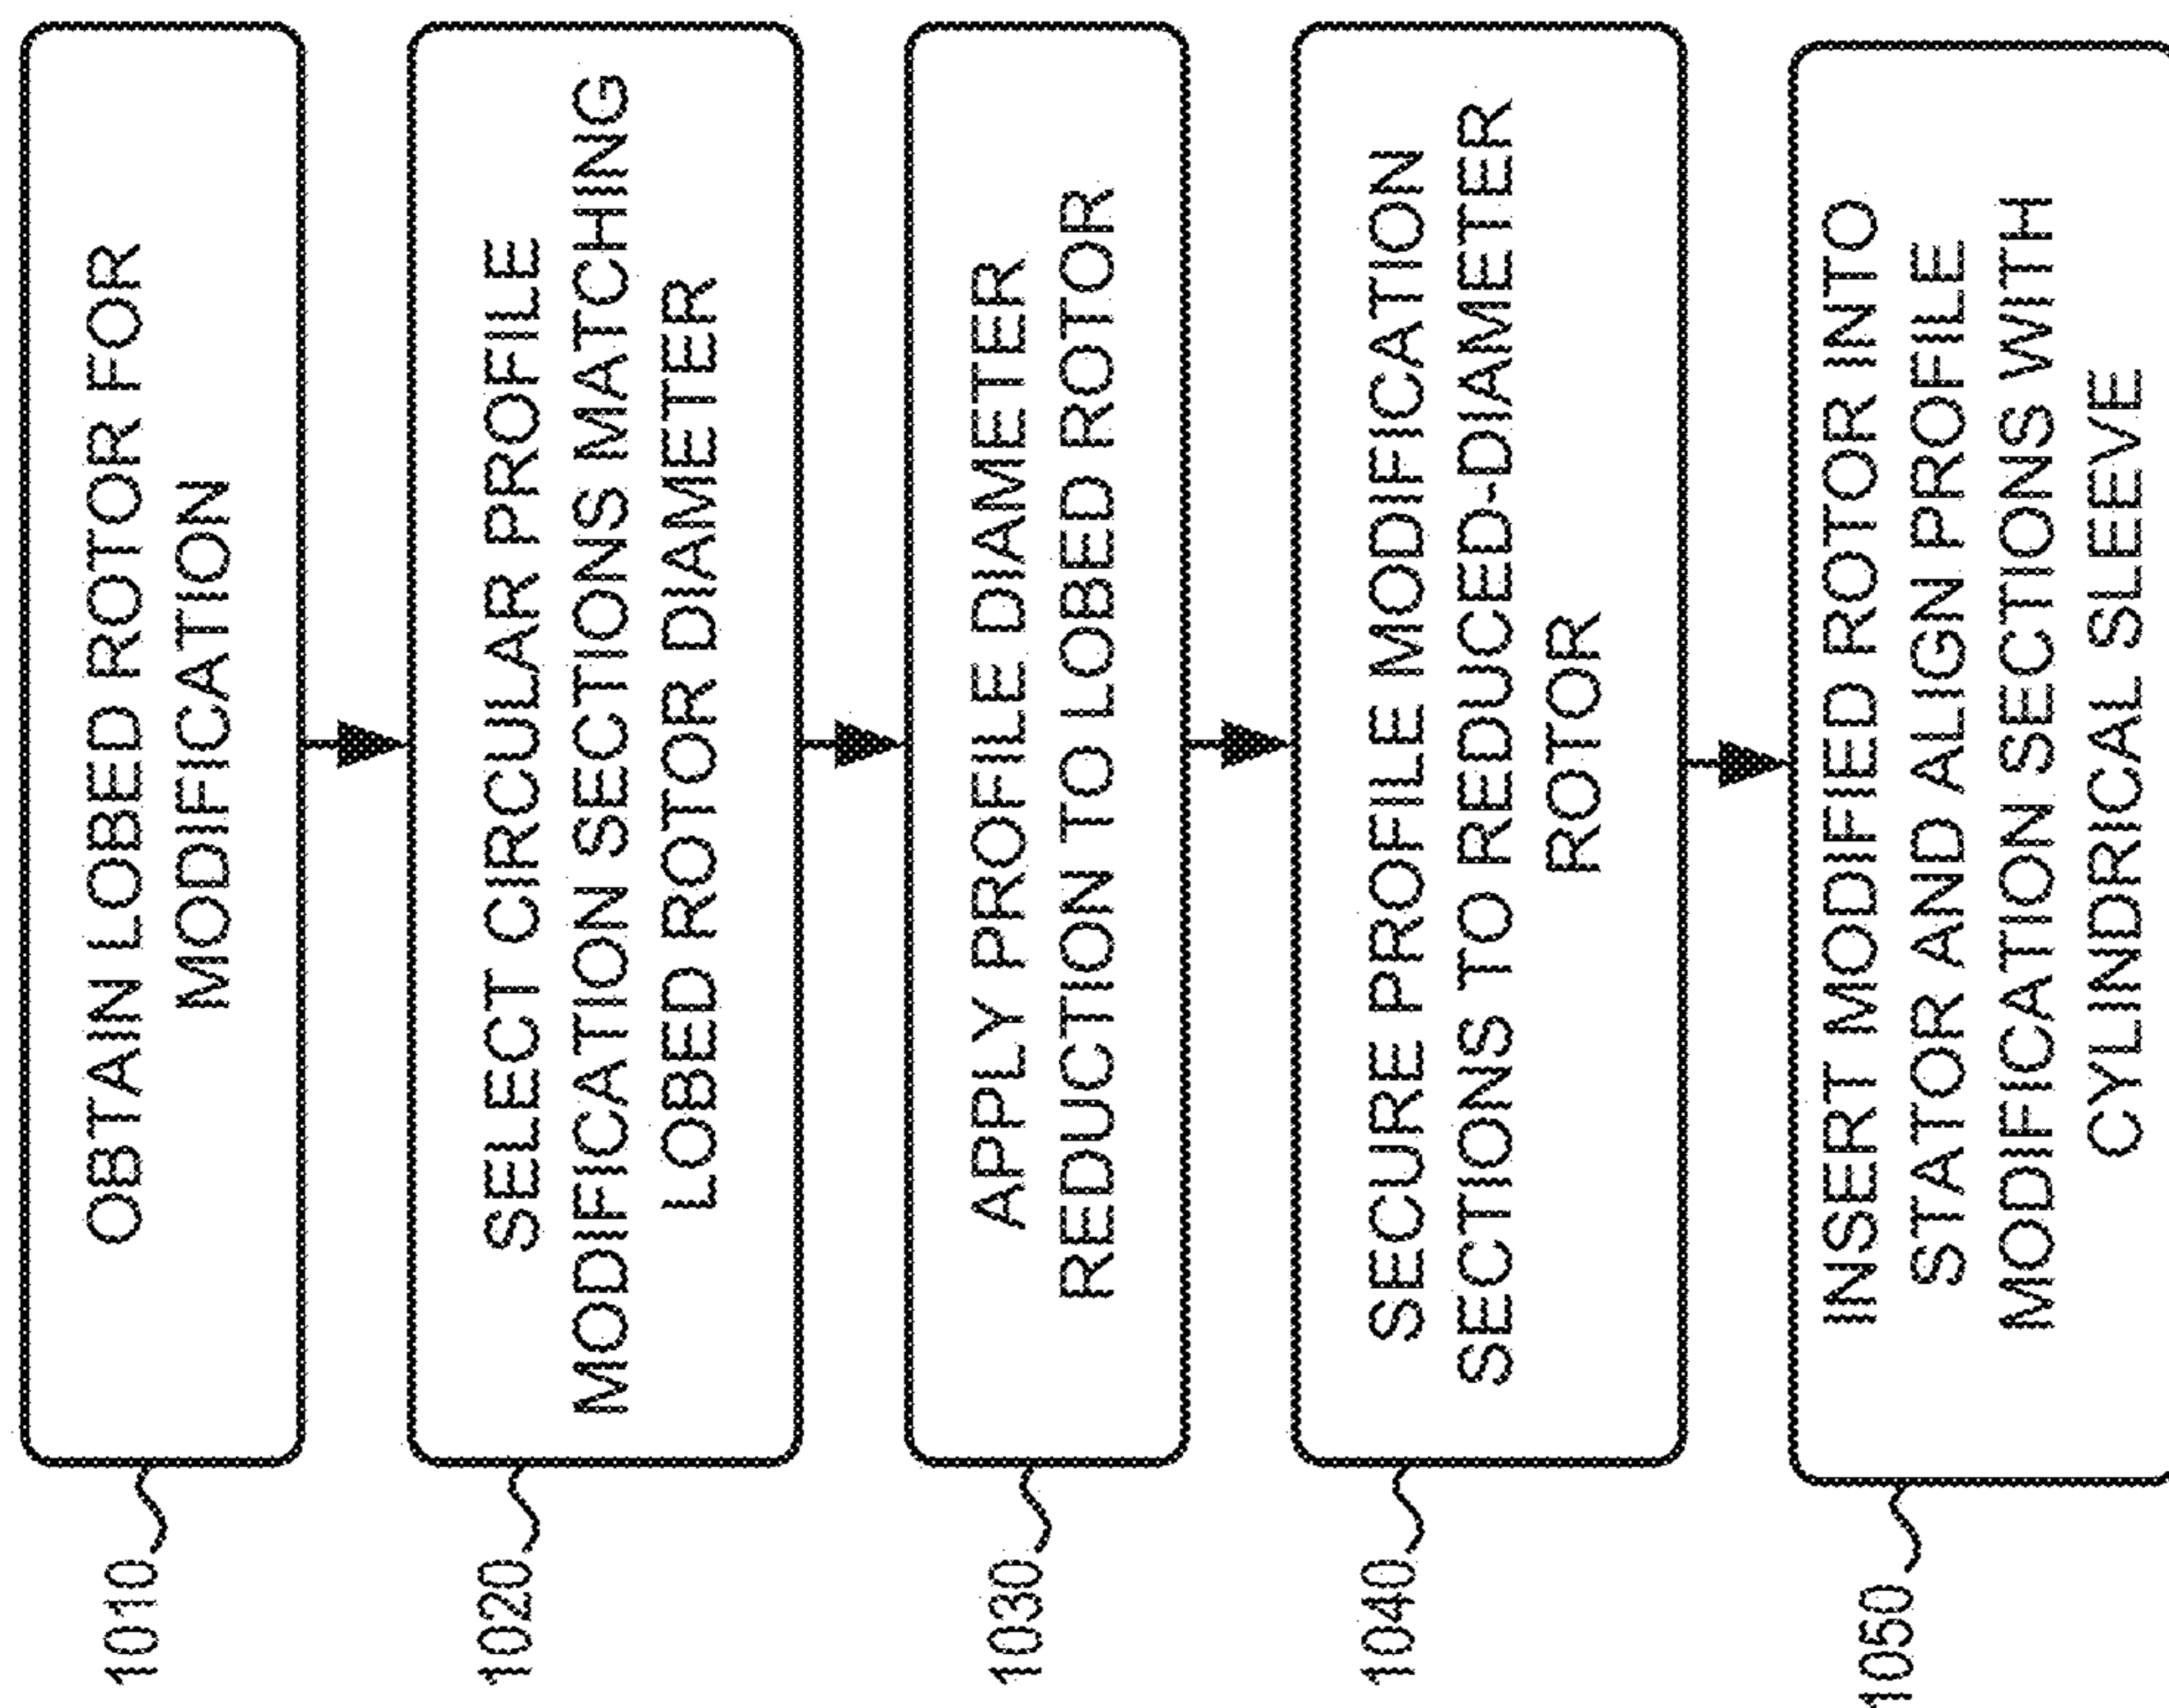 1010
OBTAIN LOBED ROTOR FOR
MODIFICATION
1020
SELECT CIRCULAR PROFILE
MODIFICATION SECTIONS MATCHING
LOBED ROTOR DIAMETER
1030
APPLY PROFILE DIAMETER
REDUCTION TO LOBED ROTOR
1040
SECURE PROFILE MODIFICATION
SECTIONS TO REDUCED-DIAMETER
ROTOR
1050
INSERT MODIFIED ROTOR INTO
STATOR AND ALIGN PROFILE
MODIFICATION SECTIONS WITH
CYLINDRICAL SLEEVE